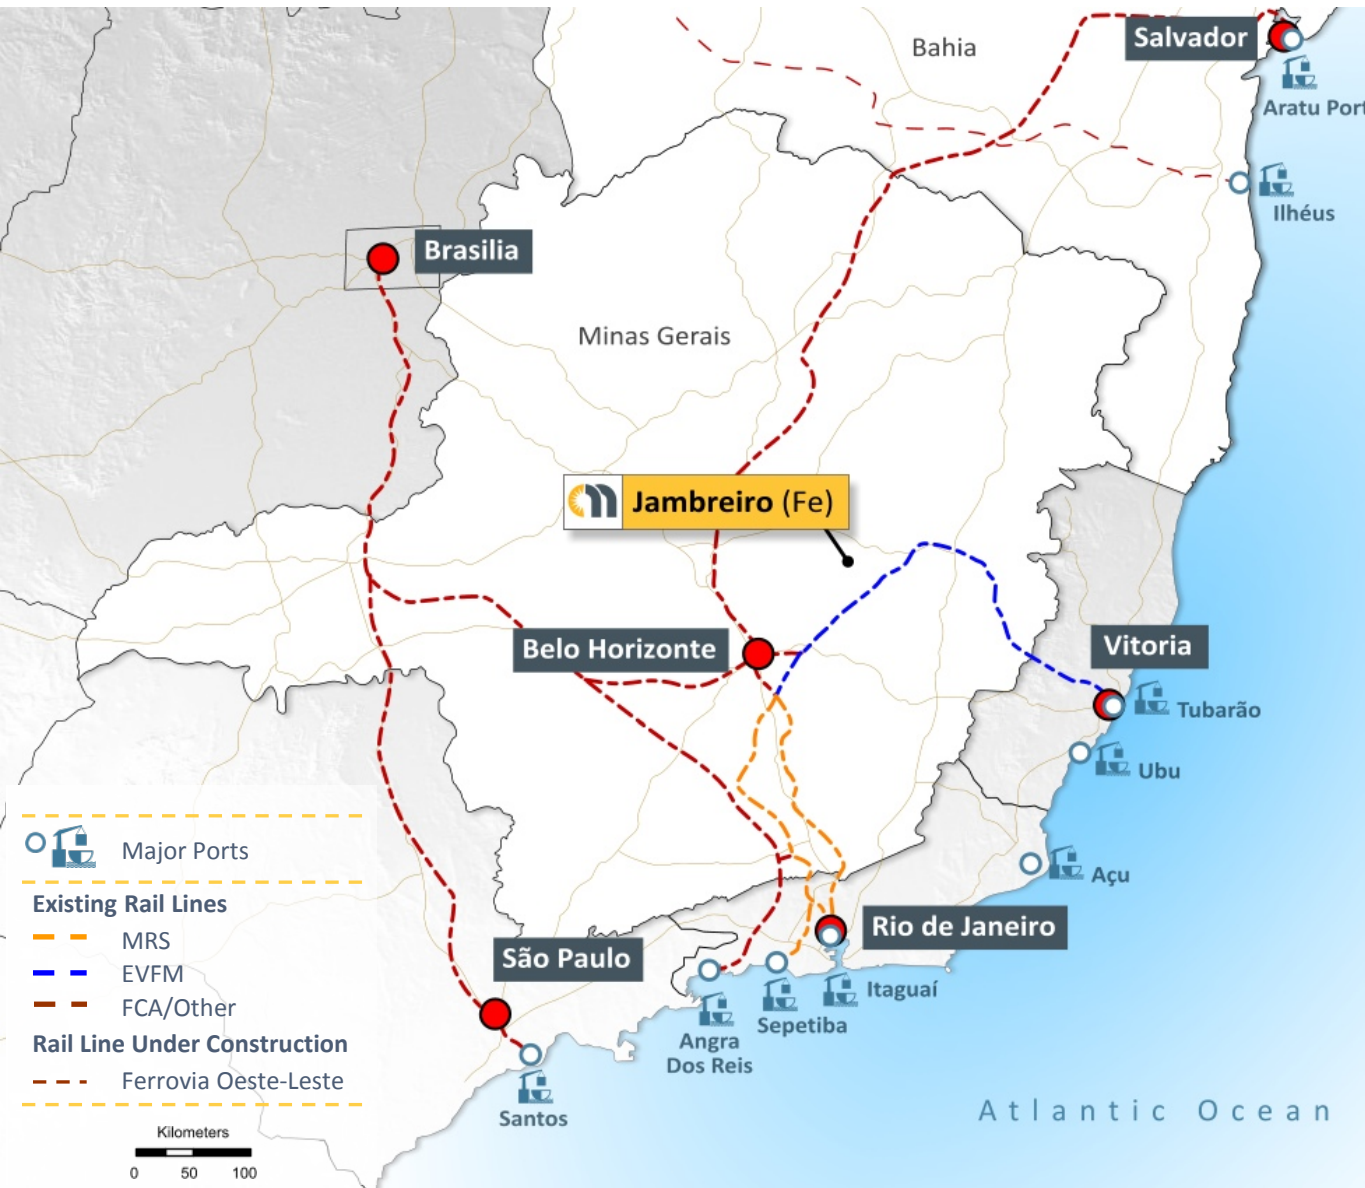 Bahia
Salvador
Aratu Port
Ilhéus
Brasilia
Minas Gerais
Jambreiro (Fe)
Belo Horizonte
Vitoria
Tubarão
Ubu
Açu
Rio de Janeiro
Itaguaí
São Paulo
Sepetiba
Angra
Dos Reis
Santos
Atlantic Ocean
Major Ports
Existing Rail Lines
MRS
EVFM
FCA/Other
Rail Line Under Construction
Ferrovia Oeste-Leste
Kilometers
0 50 100